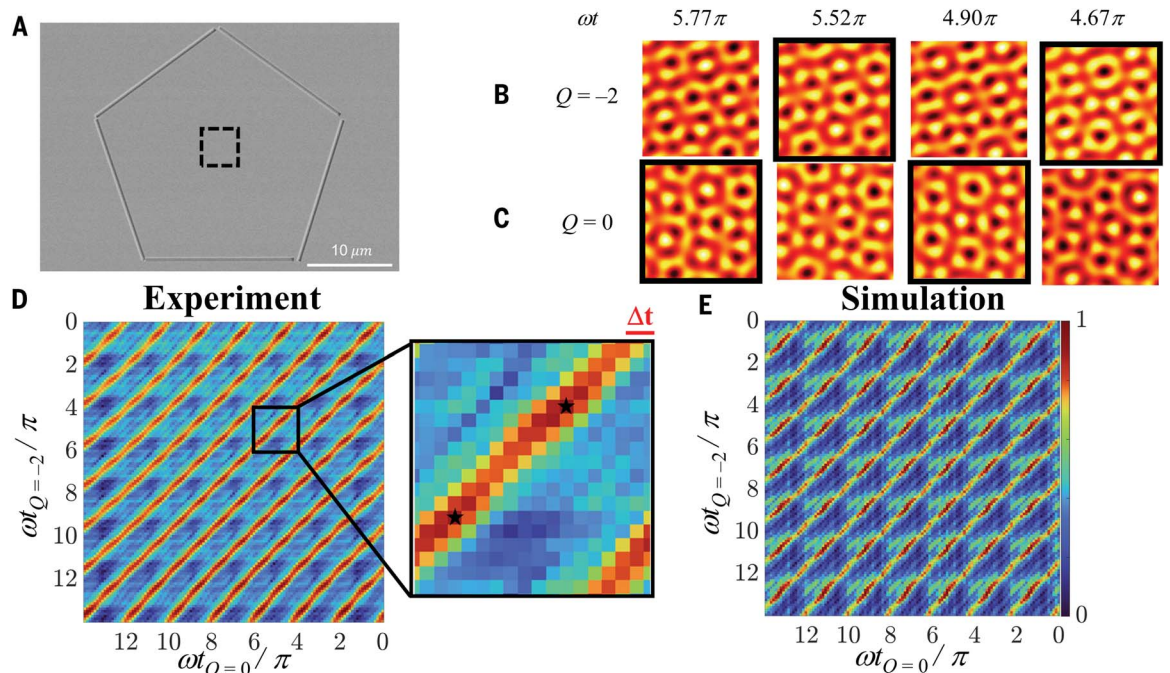 A
10 μm
ωt 5.77π 5.52π 4.90π 4.67π
B Q = –2
C Q = 0
D Experiment
0
2
4
6
8
10
12
ωt_{Q = –2} / π
12 10 8 6 4 2 0
ωt_{Q = 0} / π
Δt
E Simulation
0
2
4
6
8
10
12
ωt_{Q = –2} / π
12 10 8 6 4 2 0
ωt_{Q = 0} / π
1
0